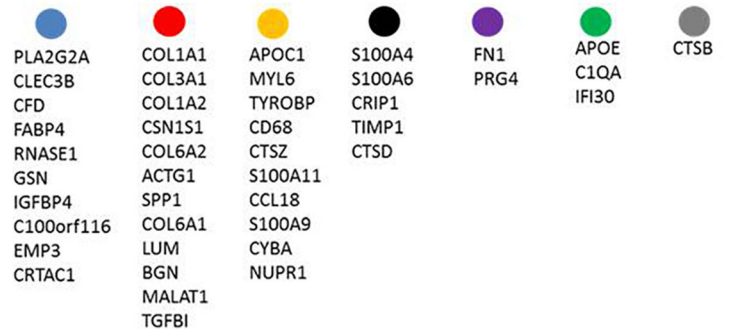 PLA2G2A
CLEC3B
CFD
FABP4
RNASE1
GSN
IGFBP4
C100orf116
EMP3
CRTAC1
COL1A1
COL3A1
COL1A2
CSN1S1
COL6A2
ACTG1
SPP1
COL6A1
LUM
BGN
MALAT1
TGFBI
APOC1
MYL6
TYROBP
CD68
CTSZ
S100A11
CCL18
S100A9
CYBA
NUPR1
S100A4
S100A6
CRIP1
TIMP1
CTSD
FN1
PRG4
APOE
C1QA
IFI30
CTSB